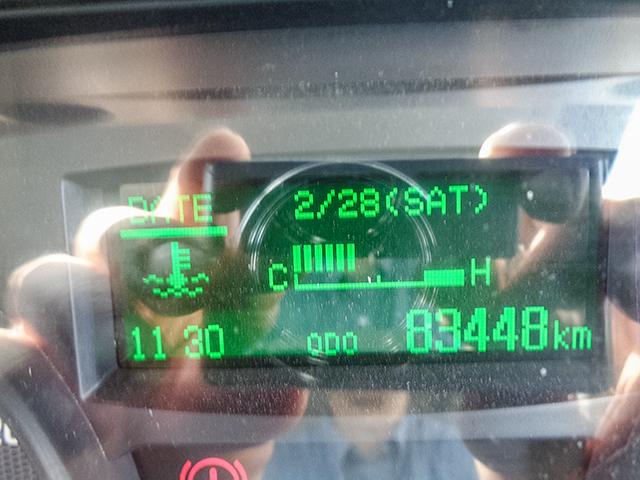 DATE 2/28(SAT)
C H
11 30 ODO 83448km